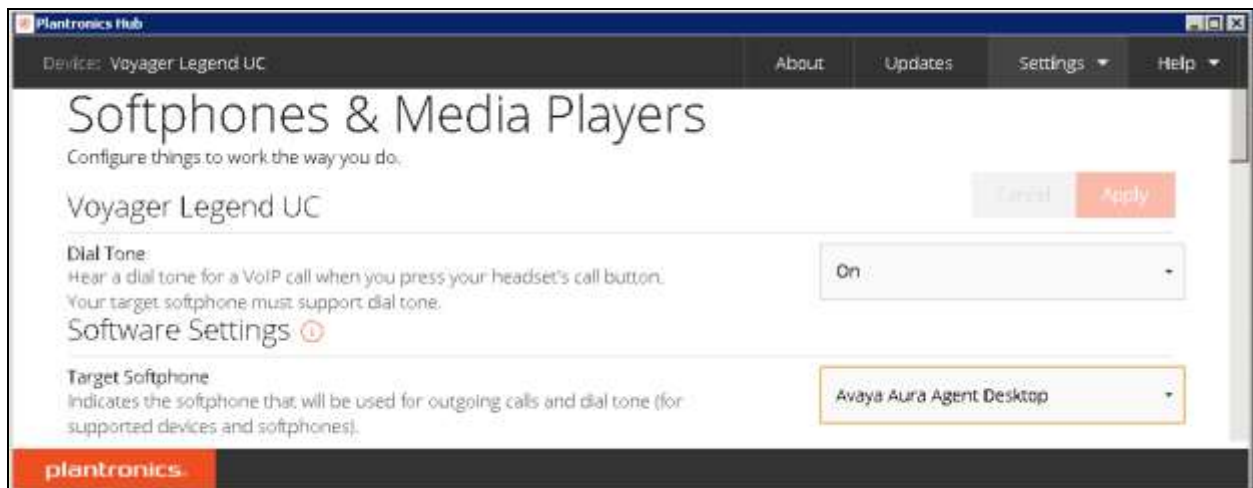 Plantronics Hub
Device: Voyager Legend UC
About
Updates
Settings
Help
Softphones & Media Players
Configure things to work the way you do.
Voyager Legend UC
Cancel
Apply
Dial Tone
Hear a dial tone for a VoIP call when you press your headset's call button.
Your target softphone must support dial tone.
On
Software Settings
Target Softphone
Indicates the softphone that will be used for outgoing calls and dial tone (for
supported devices and softphones).
Avaya Aura Agent Desktop
plantronics.